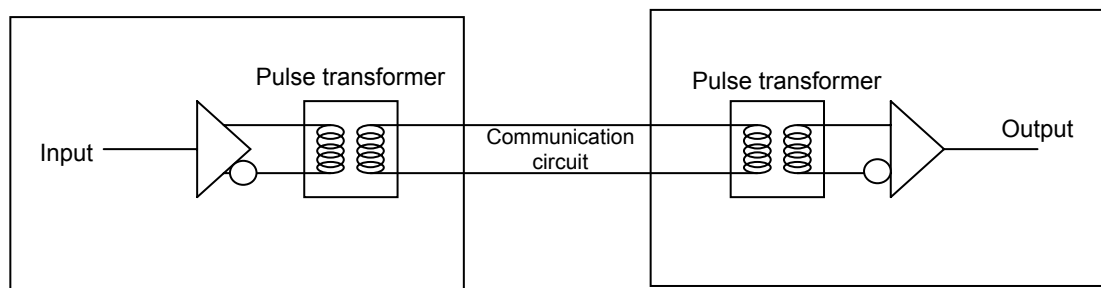 Pulse transformer
Pulse transformer
Input
Communication
circuit
Output